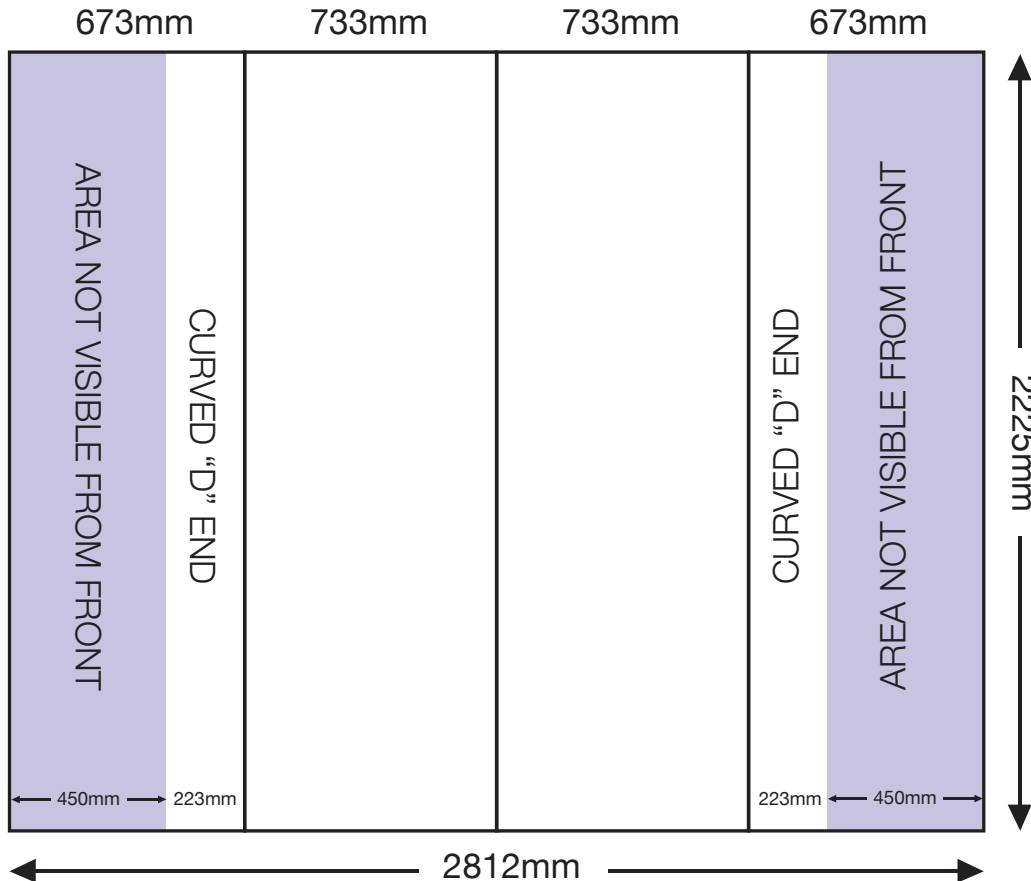 673mm
733mm
733mm
673mm
AREA NOT VISIBLE FROM FRONT
CURVED “D” END
CURVED “D” END
AREA NOT VISIBLE FROM FRONT
2225mm
450mm
223mm
223mm
450mm
2812mm